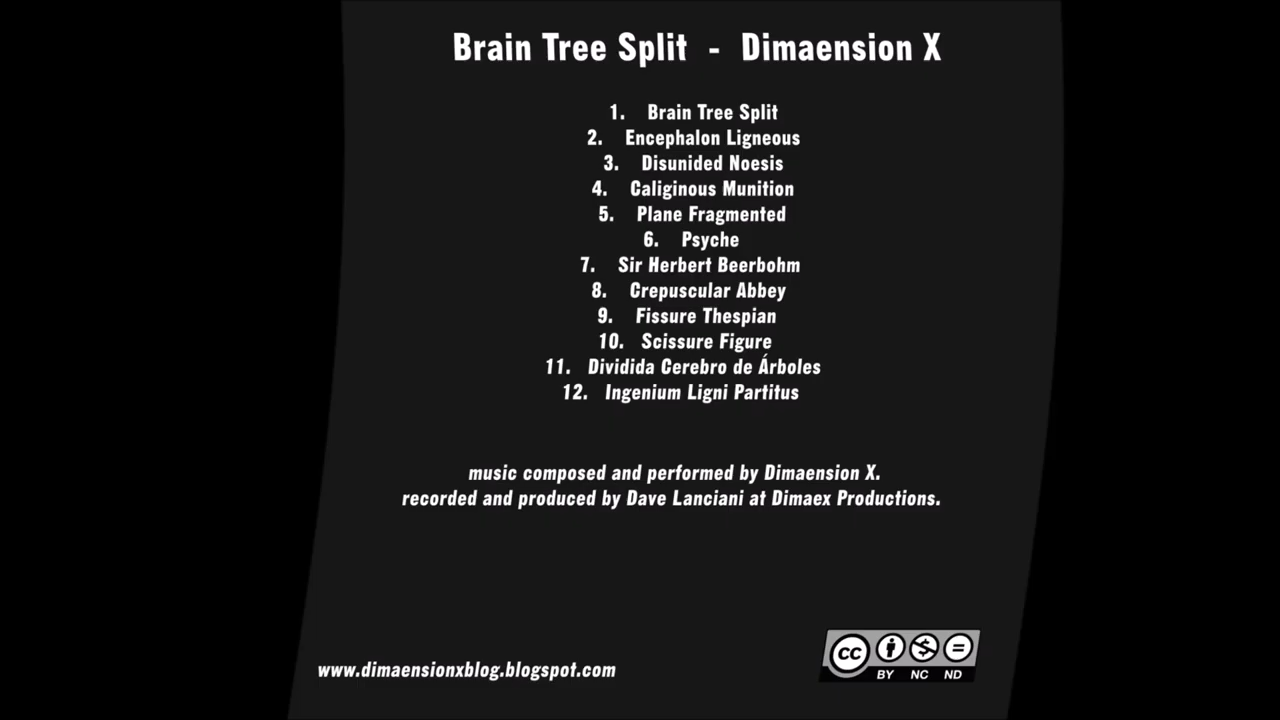 Brain Tree Split - Dimaension X
1. Brain Tree Split
2. Encephalon Ligneous
3. Disunided Noesis
4. Caliginous Munition
5. Plane Fragmented
6. Psyche
7. Sir Herbert Beerbohm
8. Crepuscular Abbey
9. Fissure Thespian
10. Scissure Figure
11. Dividida Cerebro de Árboles
12. Ingenium Ligni Partitus
music composed and performed by Dimaension X.
recorded and produced by Dave Lanciani at Dimaex Productions.
www.dimaensionxblog.blogspot.com
cc
BY NC ND